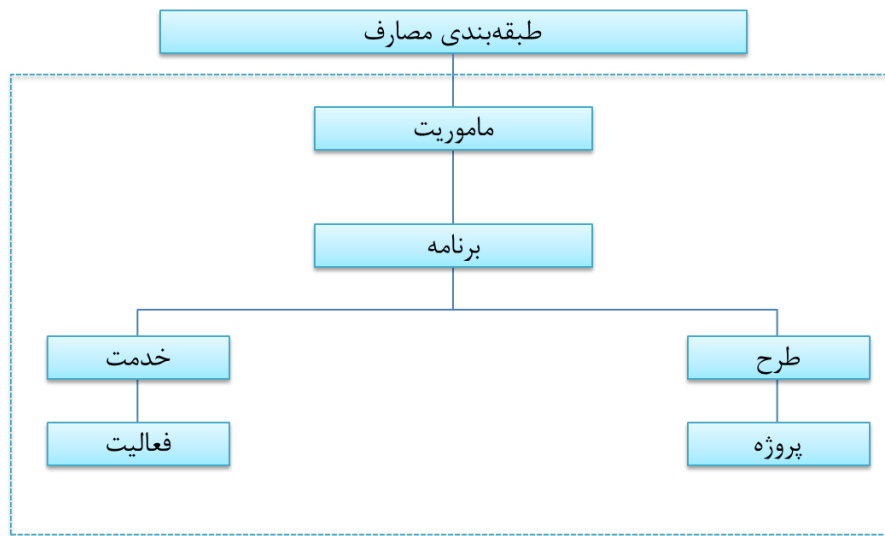 طبقه‌بندی مصارف
ماموریت
برنامه
طرح
خدمت
پروژه
فعالیت